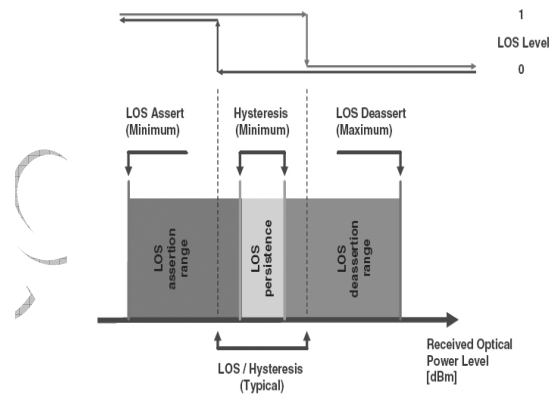 1
LOS Level
0
LOS Assert
(Minimum)
Hysteresis
(Minimum)
LOS Deassert
(Maximum)
LOS
assertion
range
LOS
persistence
LOS
deassertion
range
Received Optical
Power Level
[dBm]
LOS / Hysteresis
(Typical)